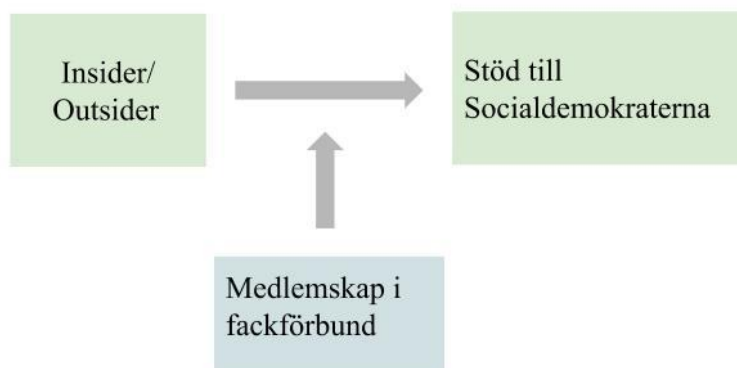 Insider/
Outsider
Stöd till
Socialdemokraterna
Medlemskap i
fackförbund